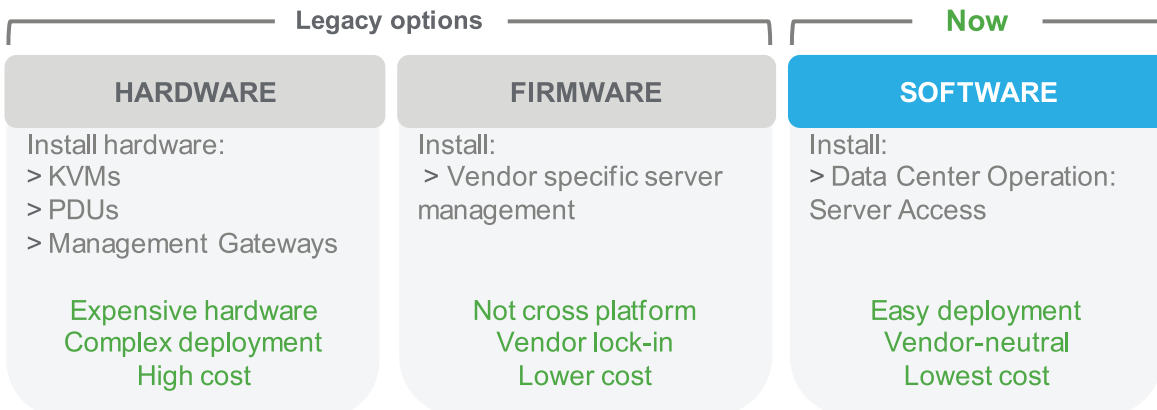 Legacy options
Now
HARDWARE
Install hardware:
> KVMs
> PDUs
> Management Gateways
Expensive hardware
Complex deployment
High cost
FIRMWARE
Install:
> Vendor specific server
management
Not cross platform
Vendor lock-in
Lower cost
SOFTWARE
Install:
> Data Center Operation:
Server Access
Easy deployment
Vendor-neutral
Lowest cost